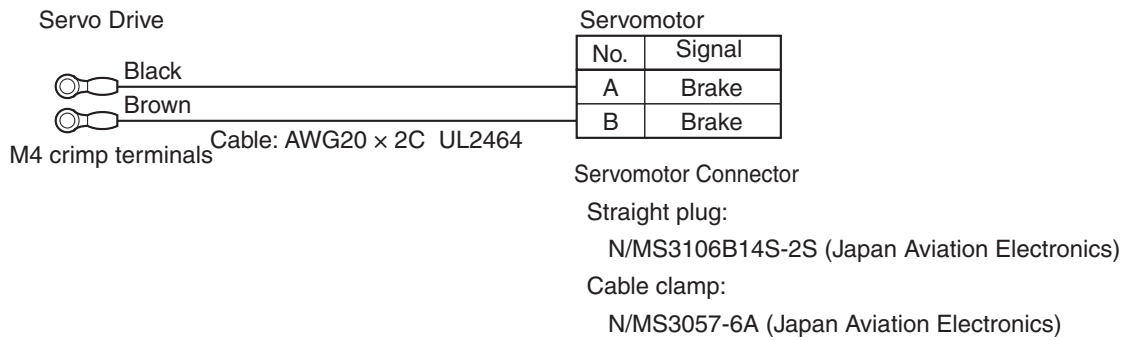 Servo Drive
Servomotor
No. Signal
Black
A Brake
Brown
B Brake
Cable: AWG20 × 2C UL2464
M4 crimp terminals
Servomotor Connector
Straight plug:
N/MS3106B14S-2S (Japan Aviation Electronics)
Cable clamp:
N/MS3057-6A (Japan Aviation Electronics)